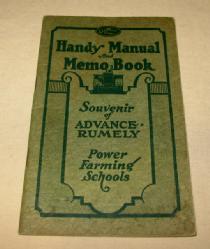 Handy Manual
and
Memo Book
Souvenir
of
ADVANCE-
RUMELY
Power
Farming
Schools